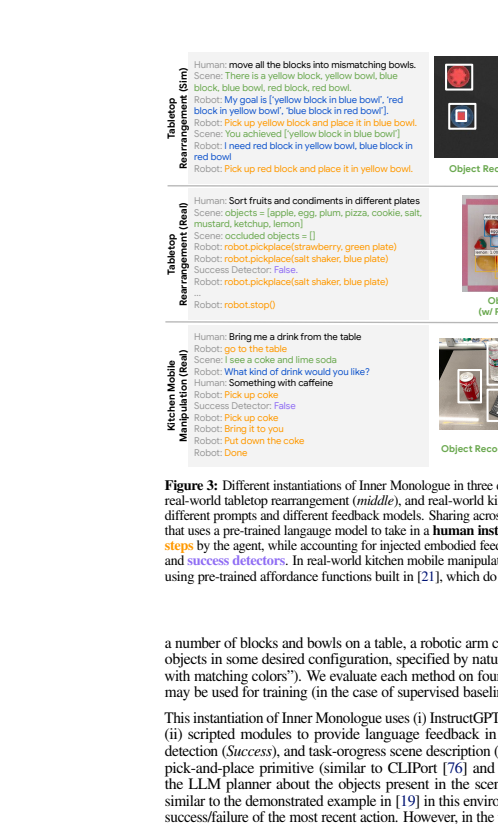 Tabletop
Rearrangement (Sim)
Human: move all the blocks into mismatching bowls.
Scene: There is a yellow block, yellow bowl, blue
block, blue bowl, red block, red bowl.
Robot: My goal is ['yellow block in blue bowl', 'red
block in yellow bowl', 'blue block in red bowl'].
Robot: Pick up yellow block and place it in blue bowl.
Scene: You achieved ['yellow block in blue bowl']
Robot: I need red block in yellow bowl, blue block in
red bowl
Robot: Pick up red block and place it in yellow bowl.
Object Rec
Tabletop
Rearrangement (Real)
Human: Sort fruits and condiments in different plates
Scene: objects = [apple, egg, plum, pizza, cookie, salt,
mustard, ketchup, lemon]
Scene: occluded objects = []
Robot: robot.pickplace(strawberry, green plate)
Robot: robot.pickplace(salt shaker, blue plate)
Success Detector: False.
Robot: robot.pickplace(salt shaker, blue plate)
...
Robot: robot.stop()
Ol
(w/ F
Kitchen Mobile
Manipulation (Real)
Human: Bring me a drink from the table
Robot: go to the table
Scene: I see a coke and lime soda
Robot: What kind of drink would you like?
Human: Something with caffeine
Robot: Pick up coke
Success Detector: False
Robot: Pick up coke
Robot: Bring it to you
Robot: Put down the coke
Robot: Done
Object Reco
Figure 3: Different instantiations of Inner Monologue in three
real-world tabletop rearrangement (middle), and real-world ki
different prompts and different feedback models. Sharing acros
that uses a pre-trained langauge model to take in a human inst
steps by the agent, while accounting for injected embodied feed
and success detectors. In real-world kitchen mobile manipulat
using pre-trained affordance functions built in [21], which do
a number of blocks and bowls on a table, a robotic arm c
objects in some desired configuration, specified by natu
with matching colors”). We evaluate each method on four
may be used for training (in the case of supervised baselin
This instantiation of Inner Monologue uses (i) InstructGPT
(ii) scripted modules to provide language feedback in
detection (Success), and task-orogress scene description (
pick-and-place primitive (similar to CLIPort [76] and
the LLM planner about the objects present in the scen
similar to the demonstrated example in [19] in this enviro
success/failure of the most recent action. However, in the